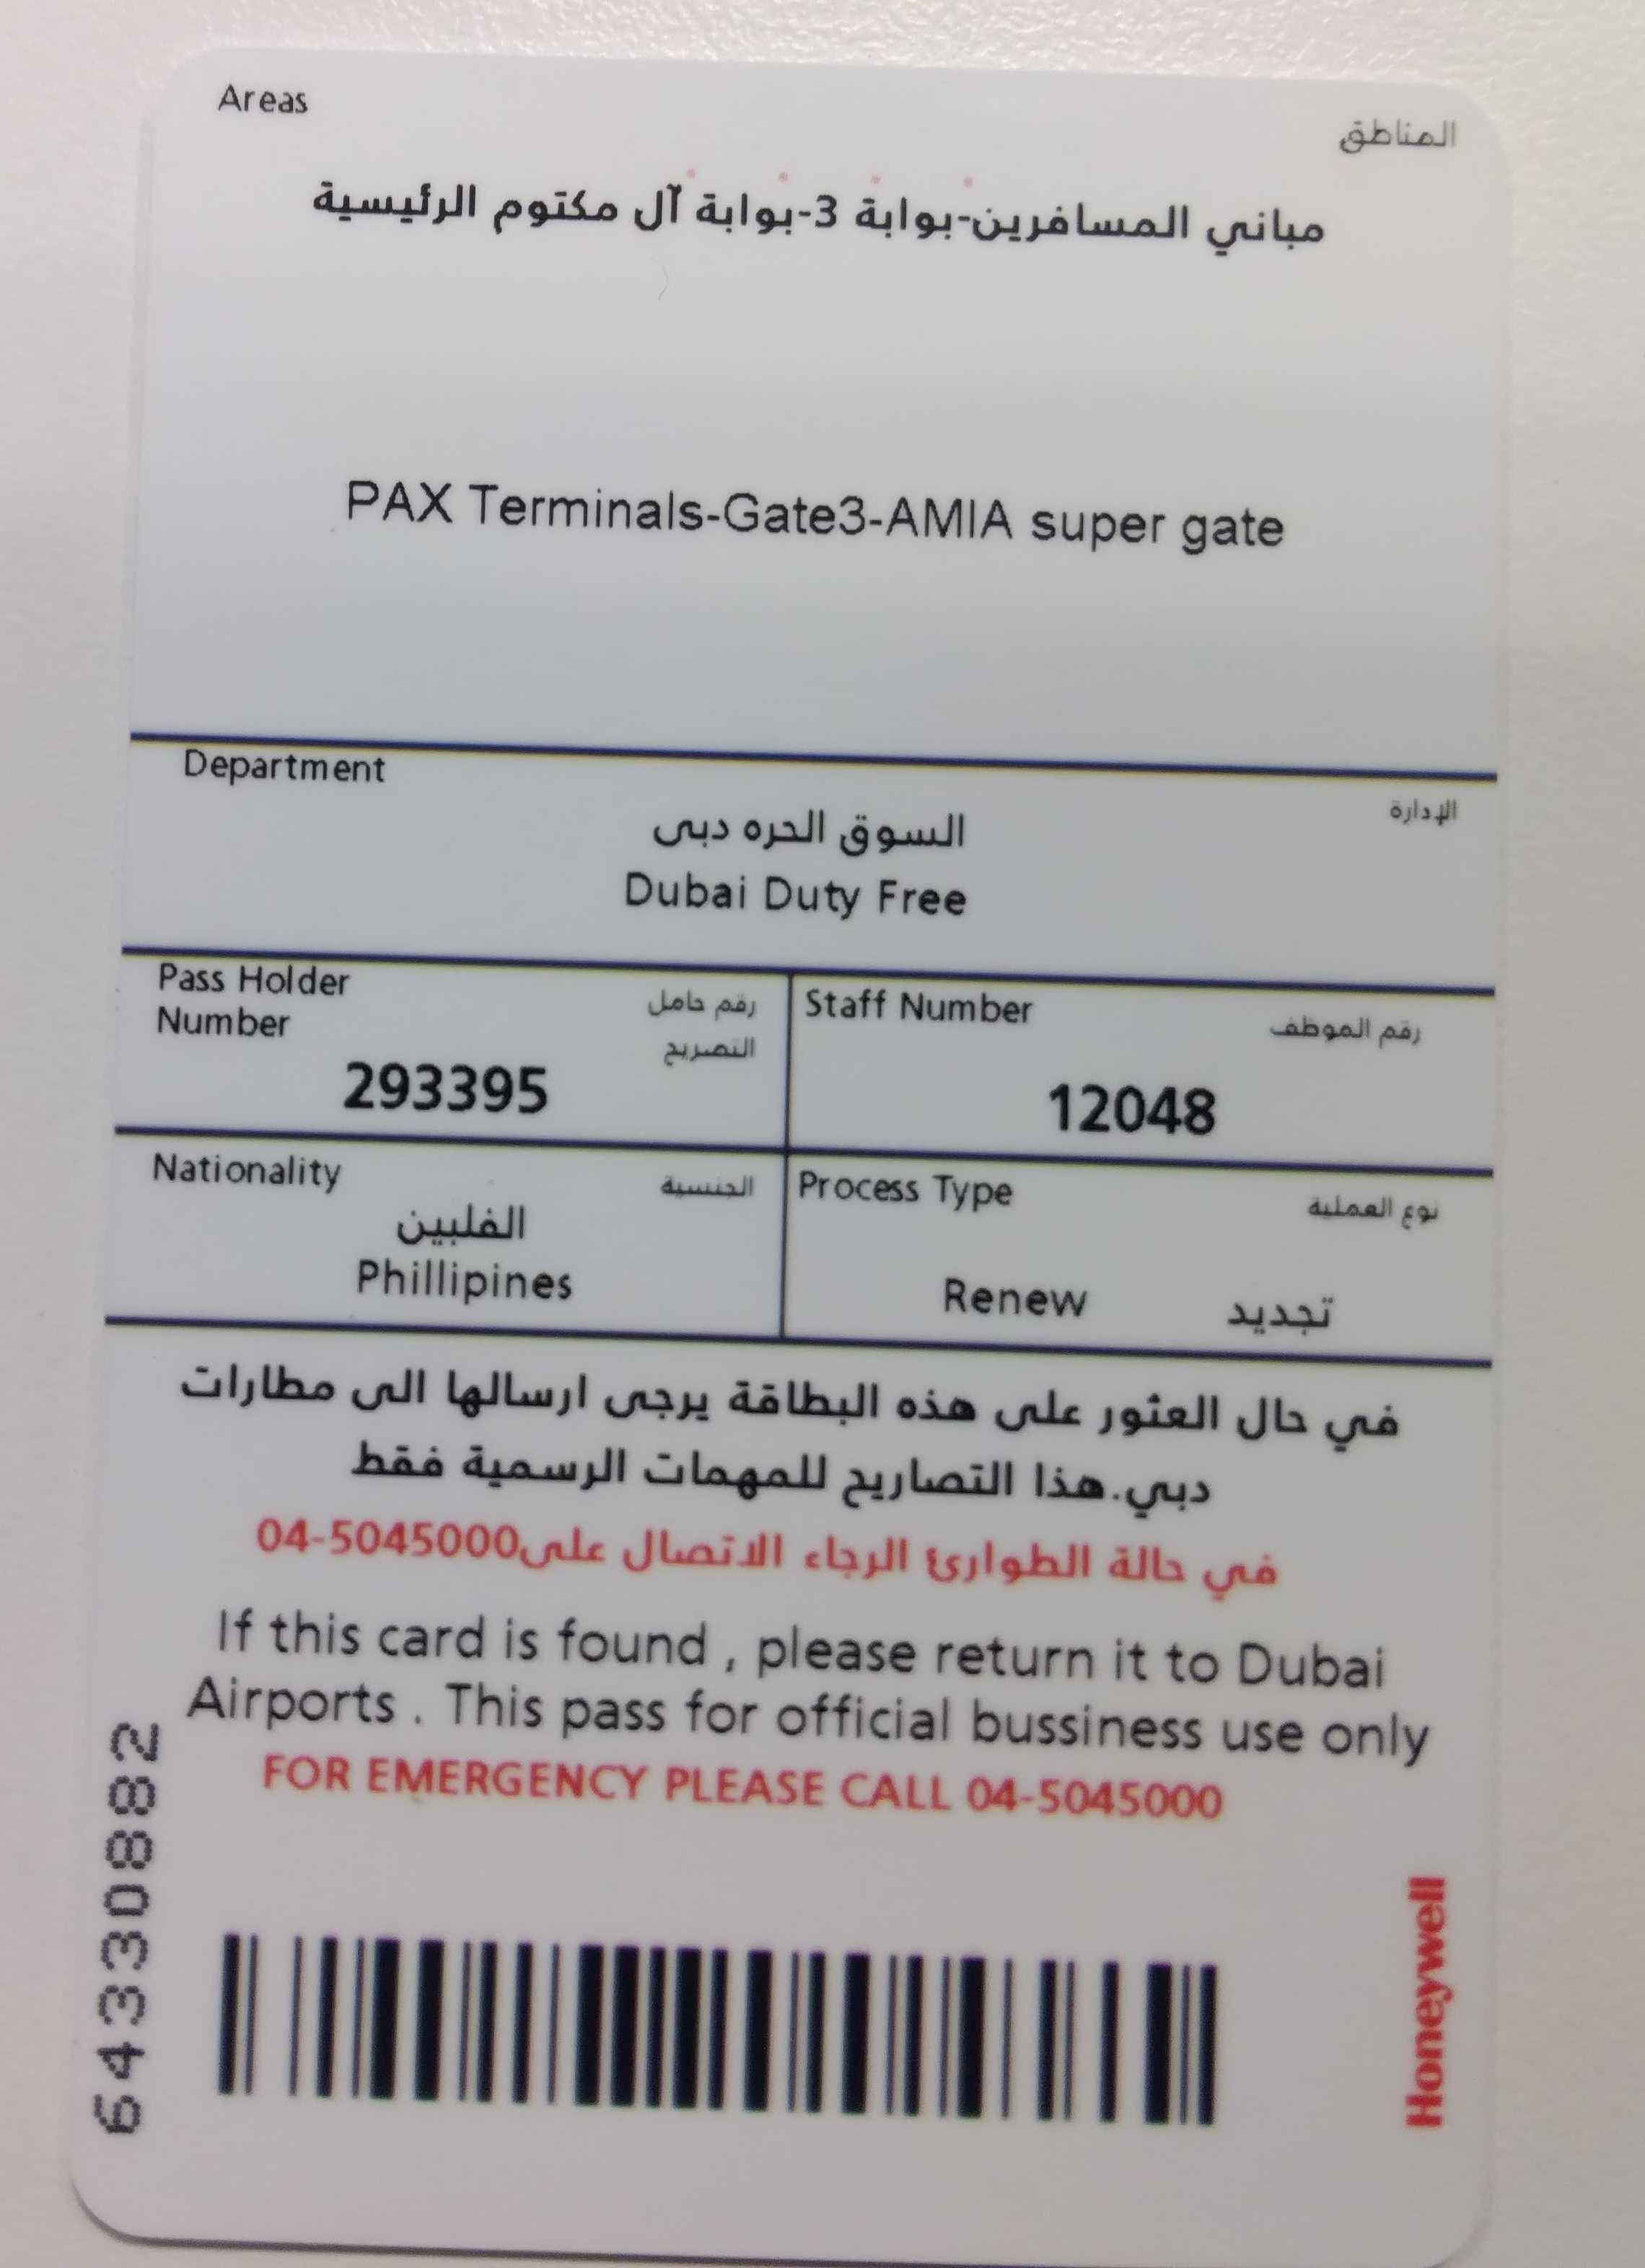 Areas
المناطق
مباني المسافرين-بوابة 3-بوابة آل مكتوم الرئيسية
PAX Terminals-Gate3-AMIA super gate
Department
الإدارة
السوق الحره دبى
Dubai Duty Free
Pass Holder
Number
رقم حامل
التصريح
293395
Staff Number
رقم الموظف
12048
Nationality
الجنسية
الفلبين
Phillipines
Process Type
نوع العملية
Renew
تجديد
في حال العثور على هذه البطاقة يرجى ارسالها الى مطارات
دبي.هذا التصاريح للمهمات الرسمية فقط
في حالة الطوارئ الرجاء الاتصال على04-5045000
If this card is found , please return it to Dubai
Airports . This pass for official bussiness use only
FOR EMERGENCY PLEASE CALL 04-5045000
64330882
Honeywell